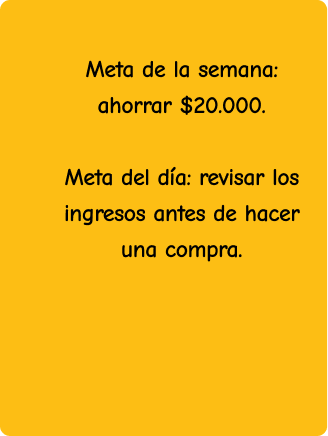 Meta de la semana:
ahorrar $20.000.
Meta del día: revisar los
ingresos antes de hacer
una compra.